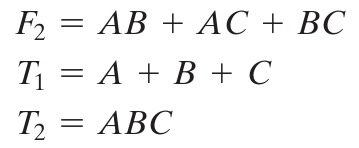 F₂ = AB + AC + BC
T₁ = A + B + C
T₂ = ABC